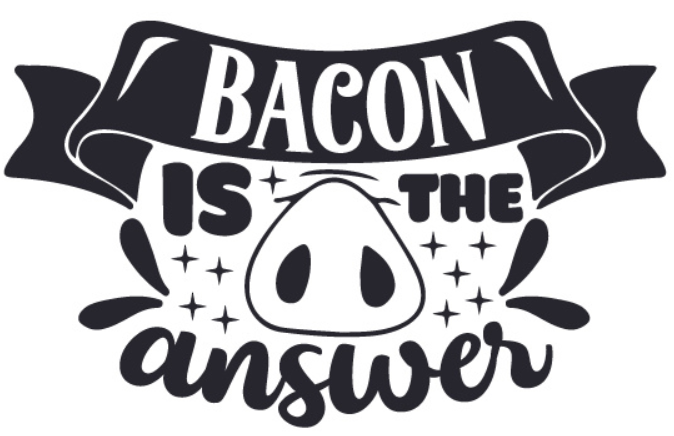 BACON
IS THE
answer